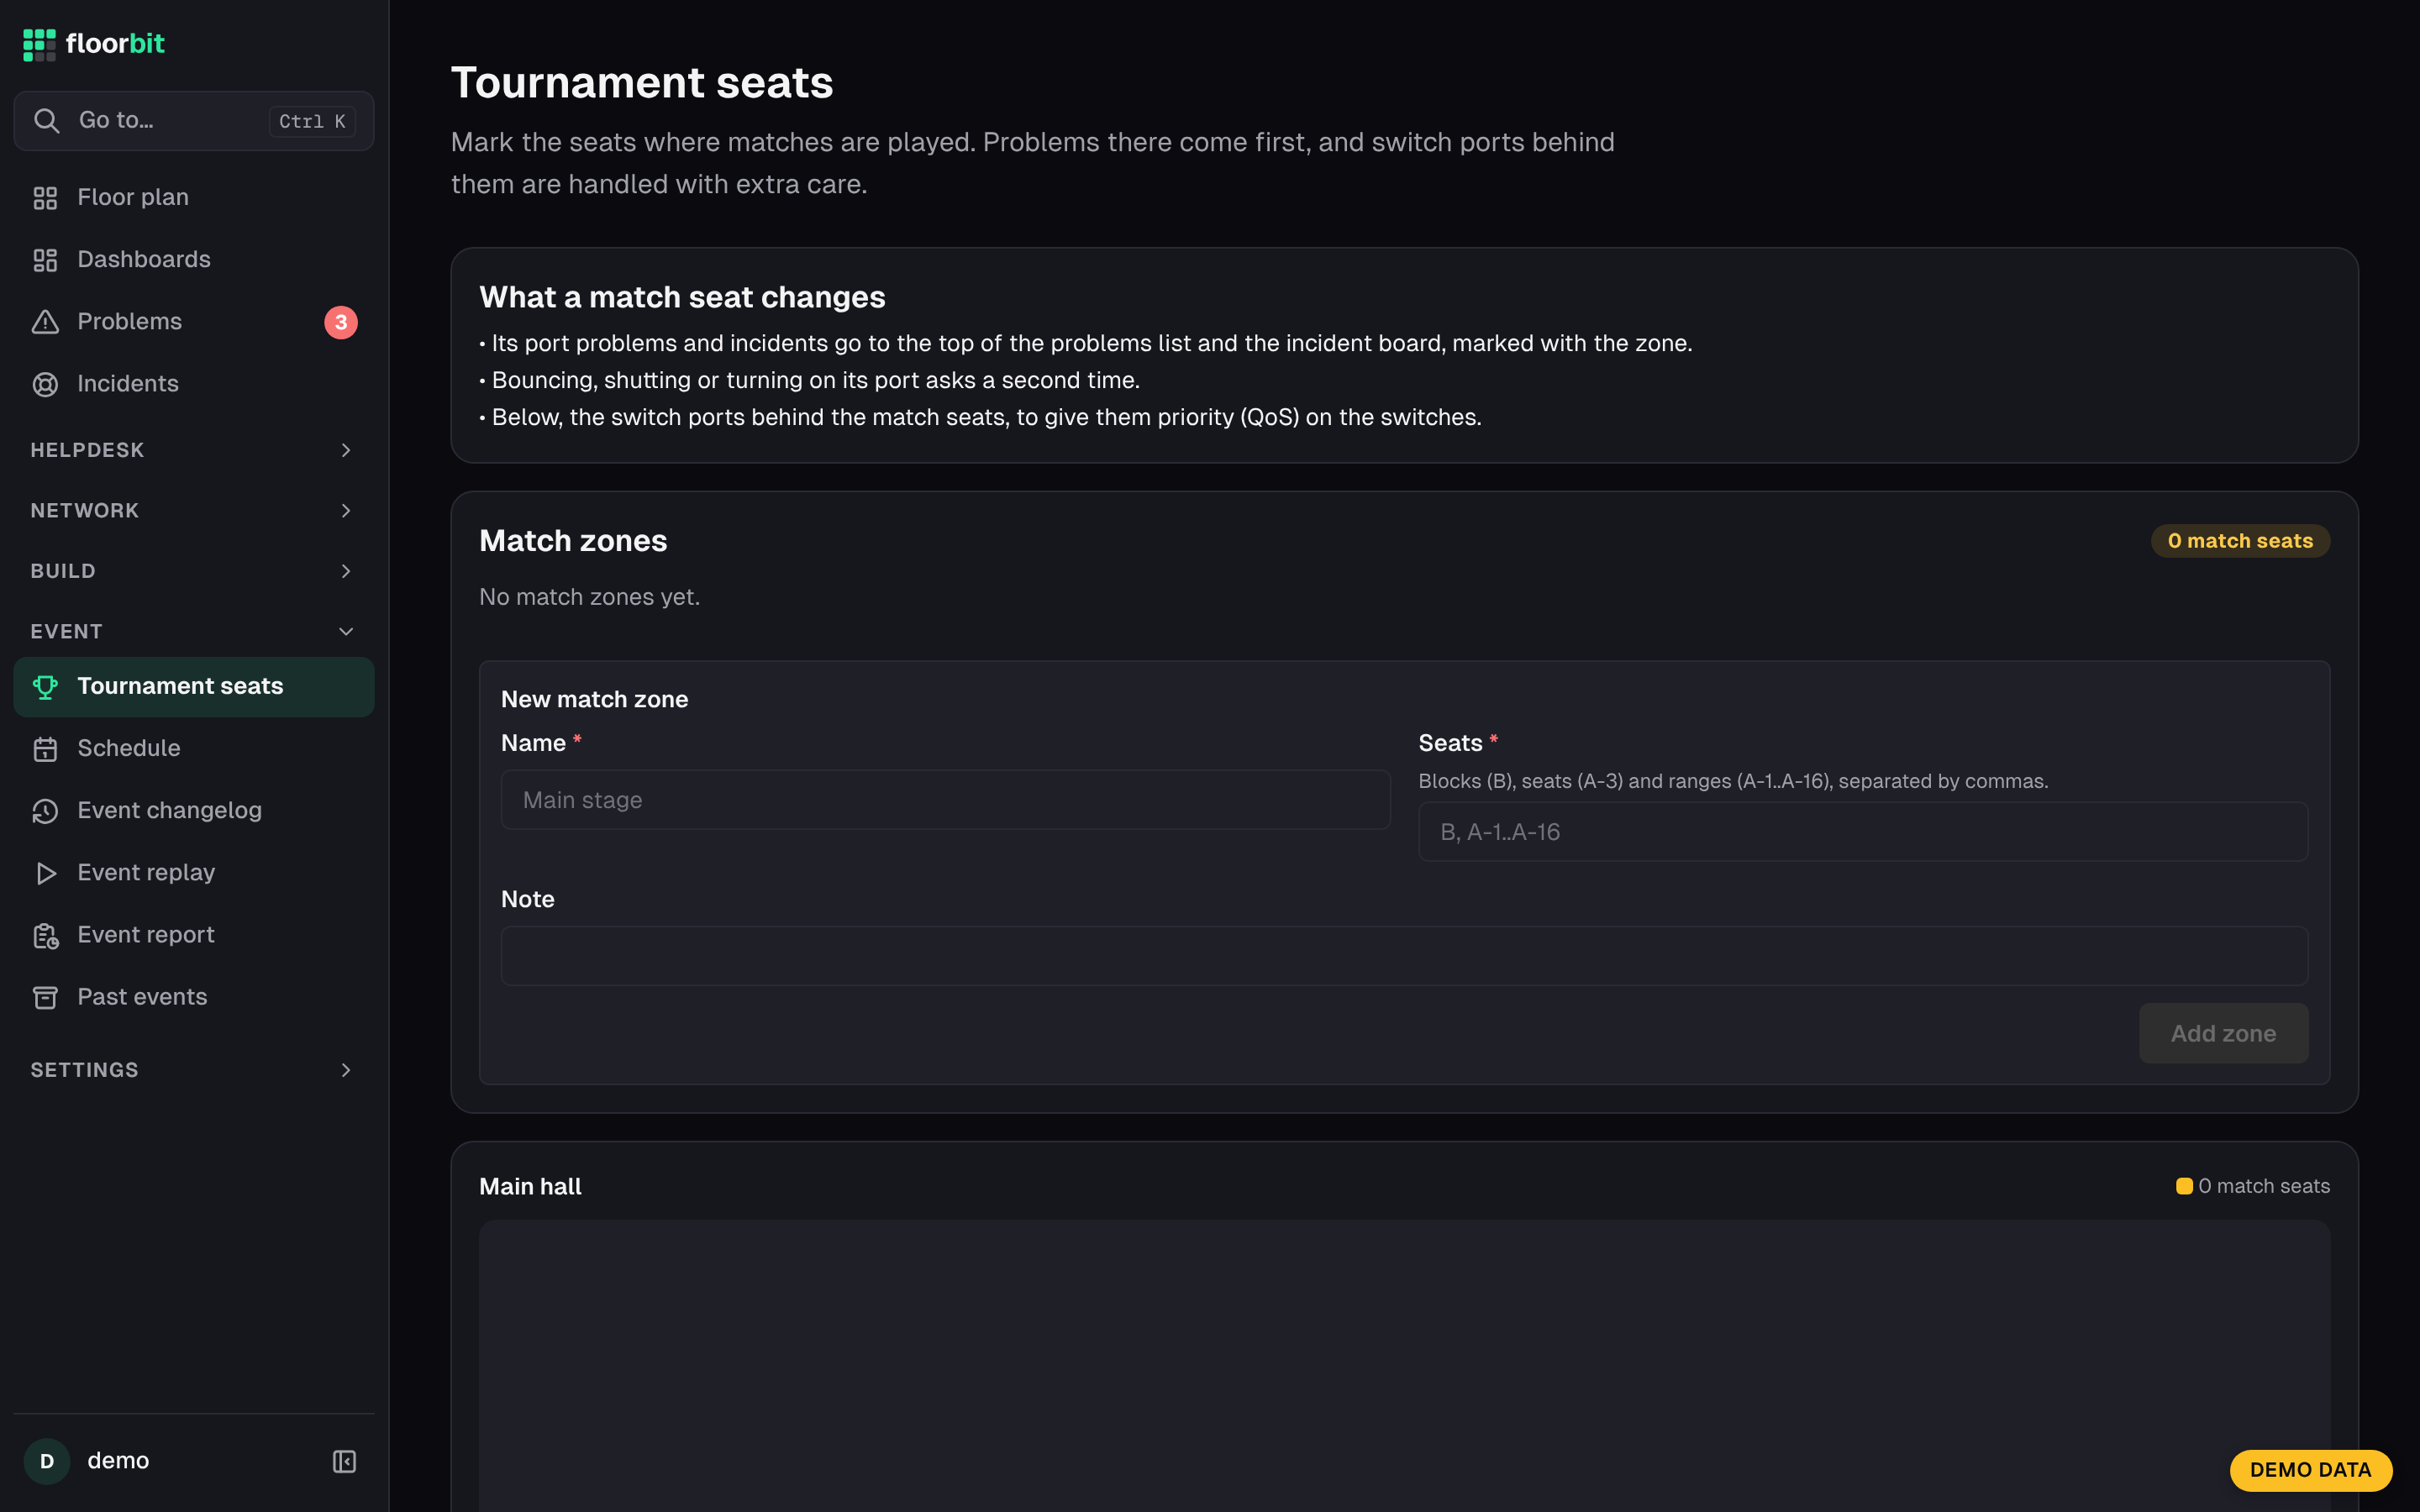 floorbit
Go to...
Ctrl K
Floor plan
Dashboards
Problems
3
Incidents
HELPDESK
NETWORK
BUILD
EVENT
Tournament seats
Schedule
Event changelog
Event replay
Event report
Past events
SETTINGS
D
demo
Tournament seats
Mark the seats where matches are played. Problems there come first, and switch ports behind
them are handled with extra care.
What a match seat changes
• Its port problems and incidents go to the top of the problems list and the incident board, marked with the zone.
• Bouncing, shutting or turning on its port asks a second time.
• Below, the switch ports behind the match seats, to give them priority (QoS) on the switches.
Match zones
0 match seats
No match zones yet.
New match zone
Name *
Main stage
Seats *
Blocks (B), seats (A-3) and ranges (A-1..A-16), separated by commas.
B, A-1..A-16
Note
Add zone
Main hall
0 match seats
DEMO DATA